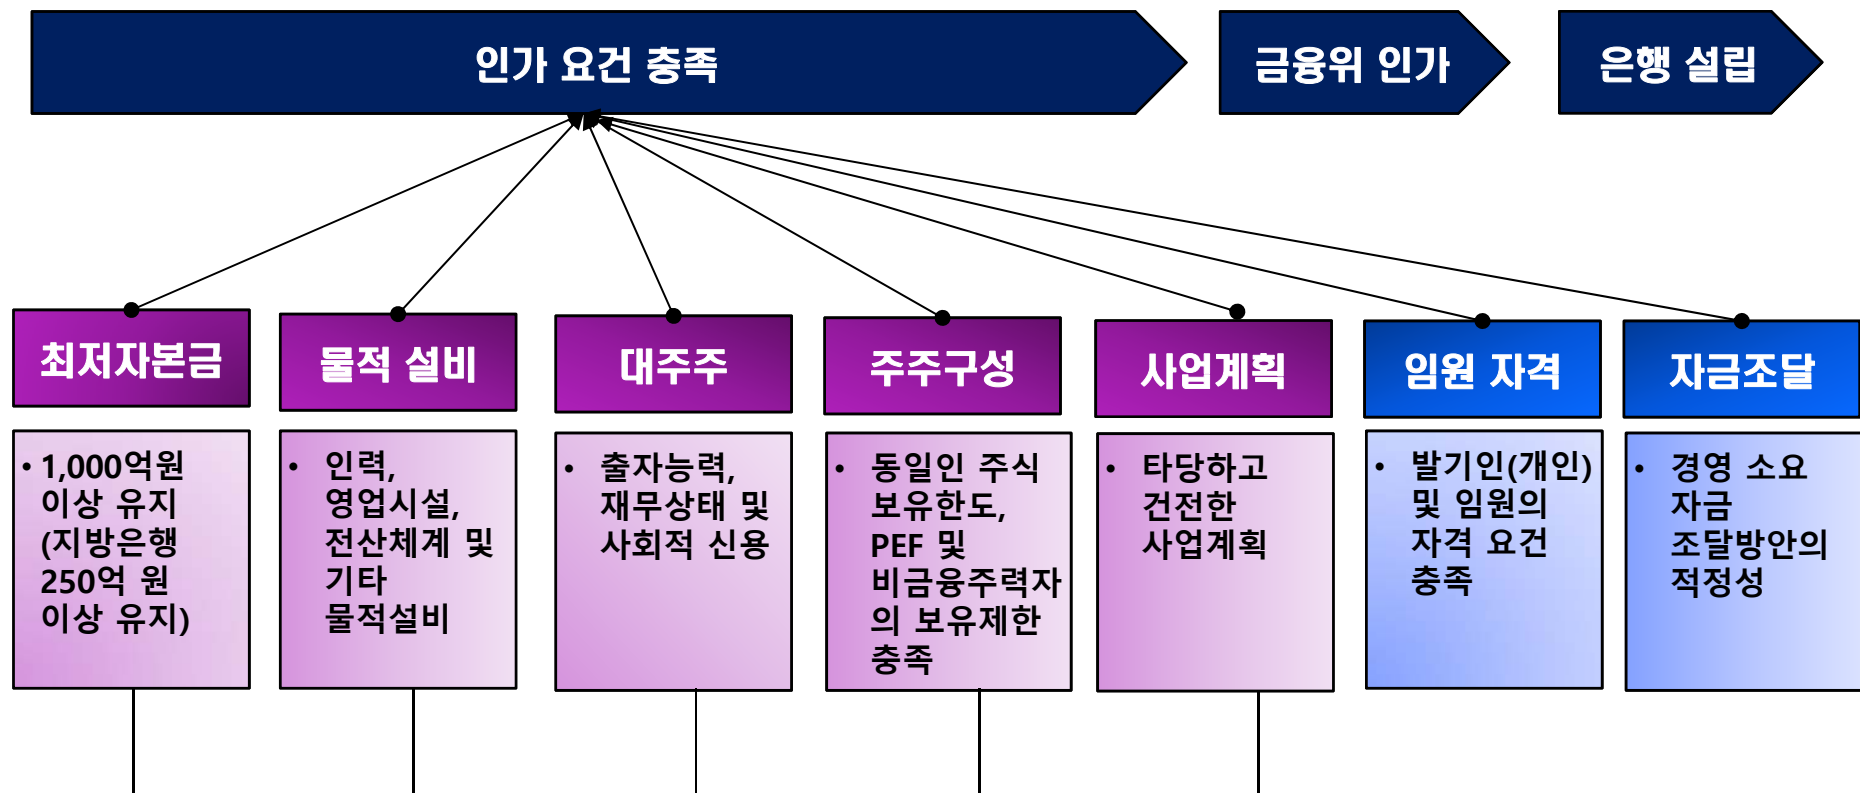 인가 요건 충족
금융위 인가
은행 설립
최저자본금
물적 설비
대주주
주주구성
사업계획
임원 자격
자금조달
• 1,000억원
이상 유지
(지방은행
250억 원
이상 유지)
• 인력,
영업시설,
전산체계 및
기타
물적설비
• 출자능력,
재무상태 및
사회적 신용
• 동일인 주식
보유한도,
PEF 및
비금융주력자
의 보유제한
충족
• 타당하고
건전한
사업계획
• 발기인(개인)
및 임원의
자격 요건
충족
• 경영 소요
자금
조달방안의
적정성